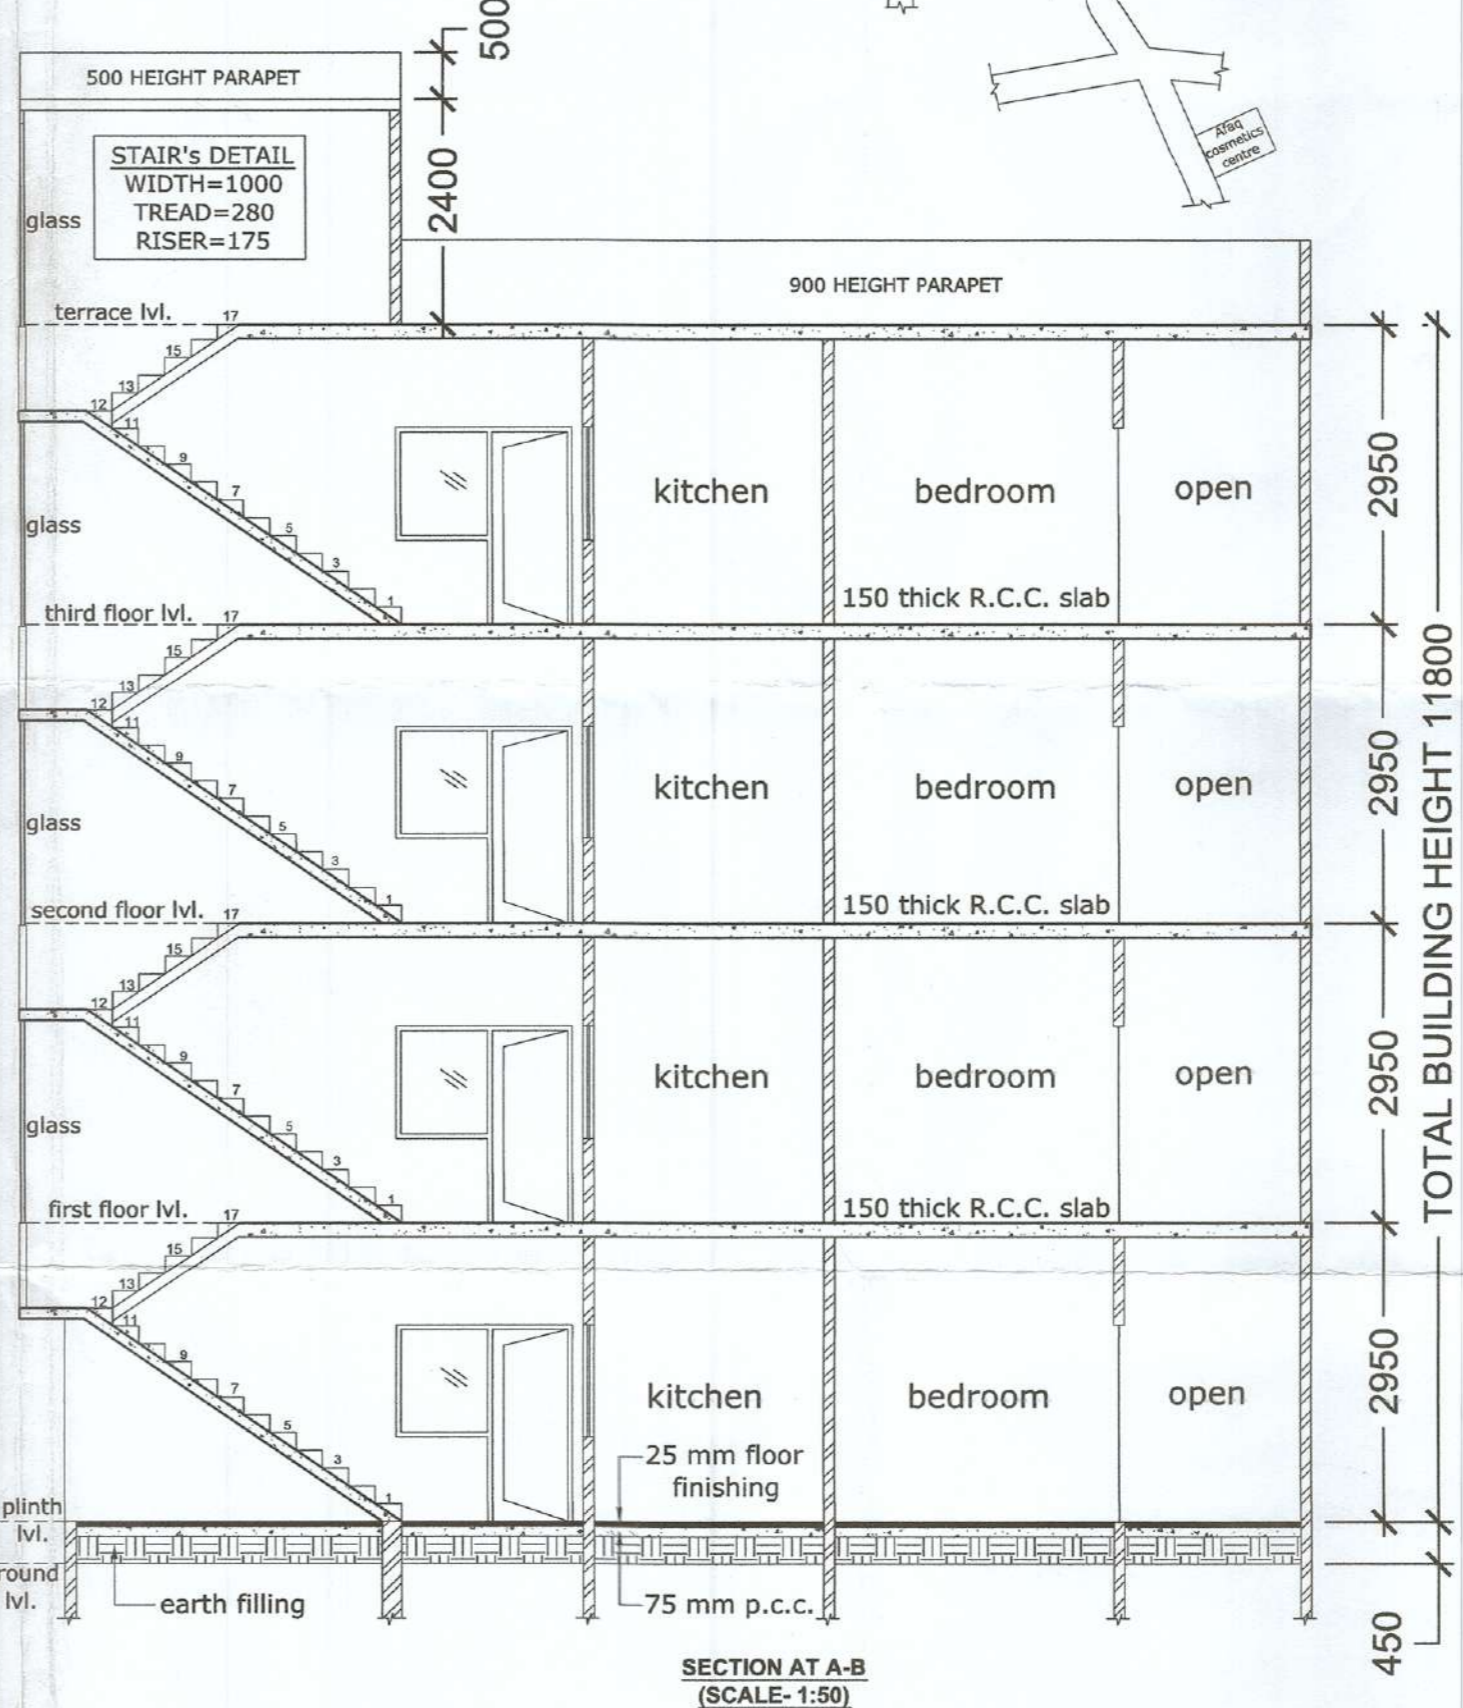 500
500 HEIGHT PARAPET
STAIR's DETAIL
WIDTH=1000
TREAD=280
RISER=175
2400
glass
Afaq
cosmetics
centre
900 HEIGHT PARAPET
terrace lvl.
17
15
13
12
11
9
7
5
3
1
glass
kitchen
bedroom
open
2950
150 thick R.C.C. slab
third floor lvl.
17
15
13
12
11
9
7
5
3
1
glass
kitchen
bedroom
open
2950
150 thick R.C.C. slab
second floor lvl.
17
15
13
12
11
9
7
5
3
1
glass
kitchen
bedroom
open
2950
TOTAL BUILDING HEIGHT 11800
150 thick R.C.C. slab
first floor lvl.
17
15
13
12
11
9
7
5
3
1
kitchen
bedroom
open
2950
25 mm floor
finishing
plinth
lvl.
round
lvl.
earth filling
75 mm p.c.c.
450
SECTION AT A-B
(SCALE- 1:50)